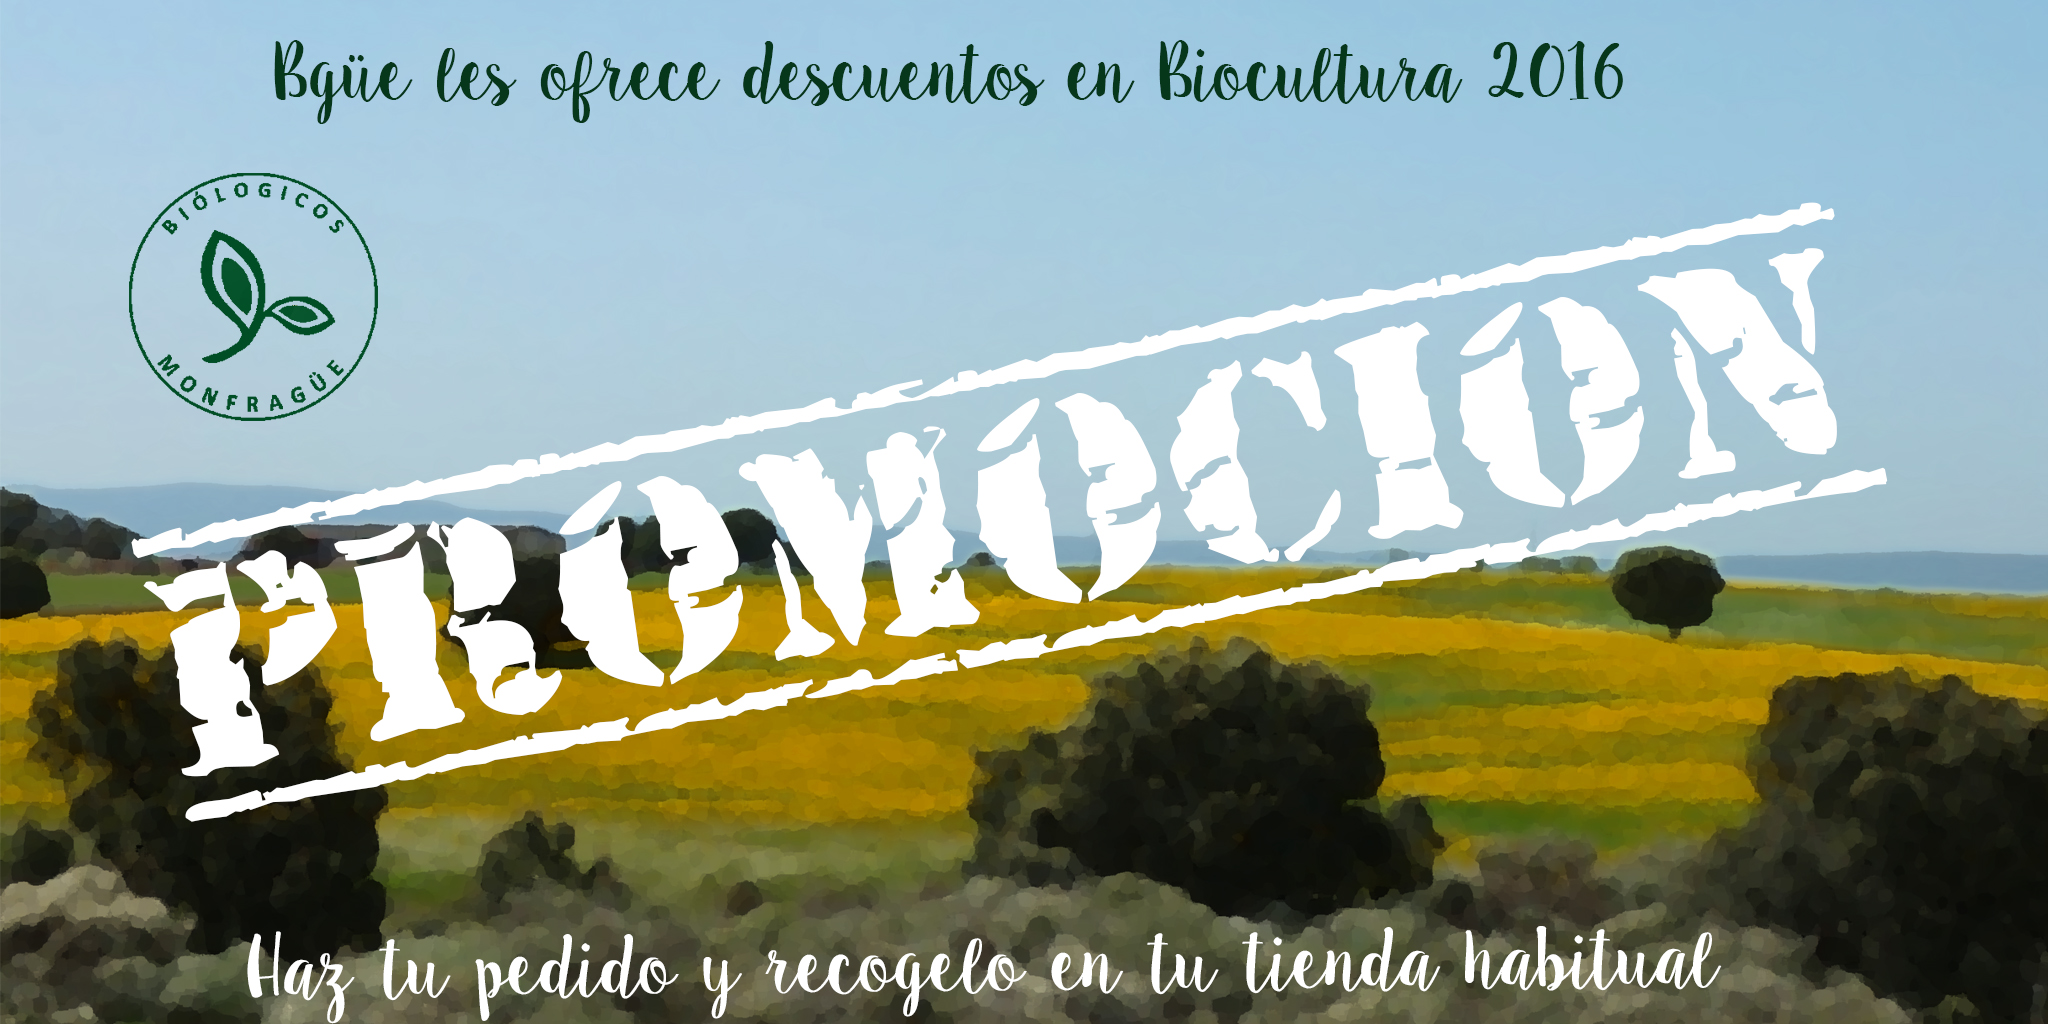 Bgüe les ofrece descuentos en Biocultura 2016
BIÓLOGICOS
MONFRAGÜE
PROMOCION
Haz tu pedido y recogelo en tu tienda habitual